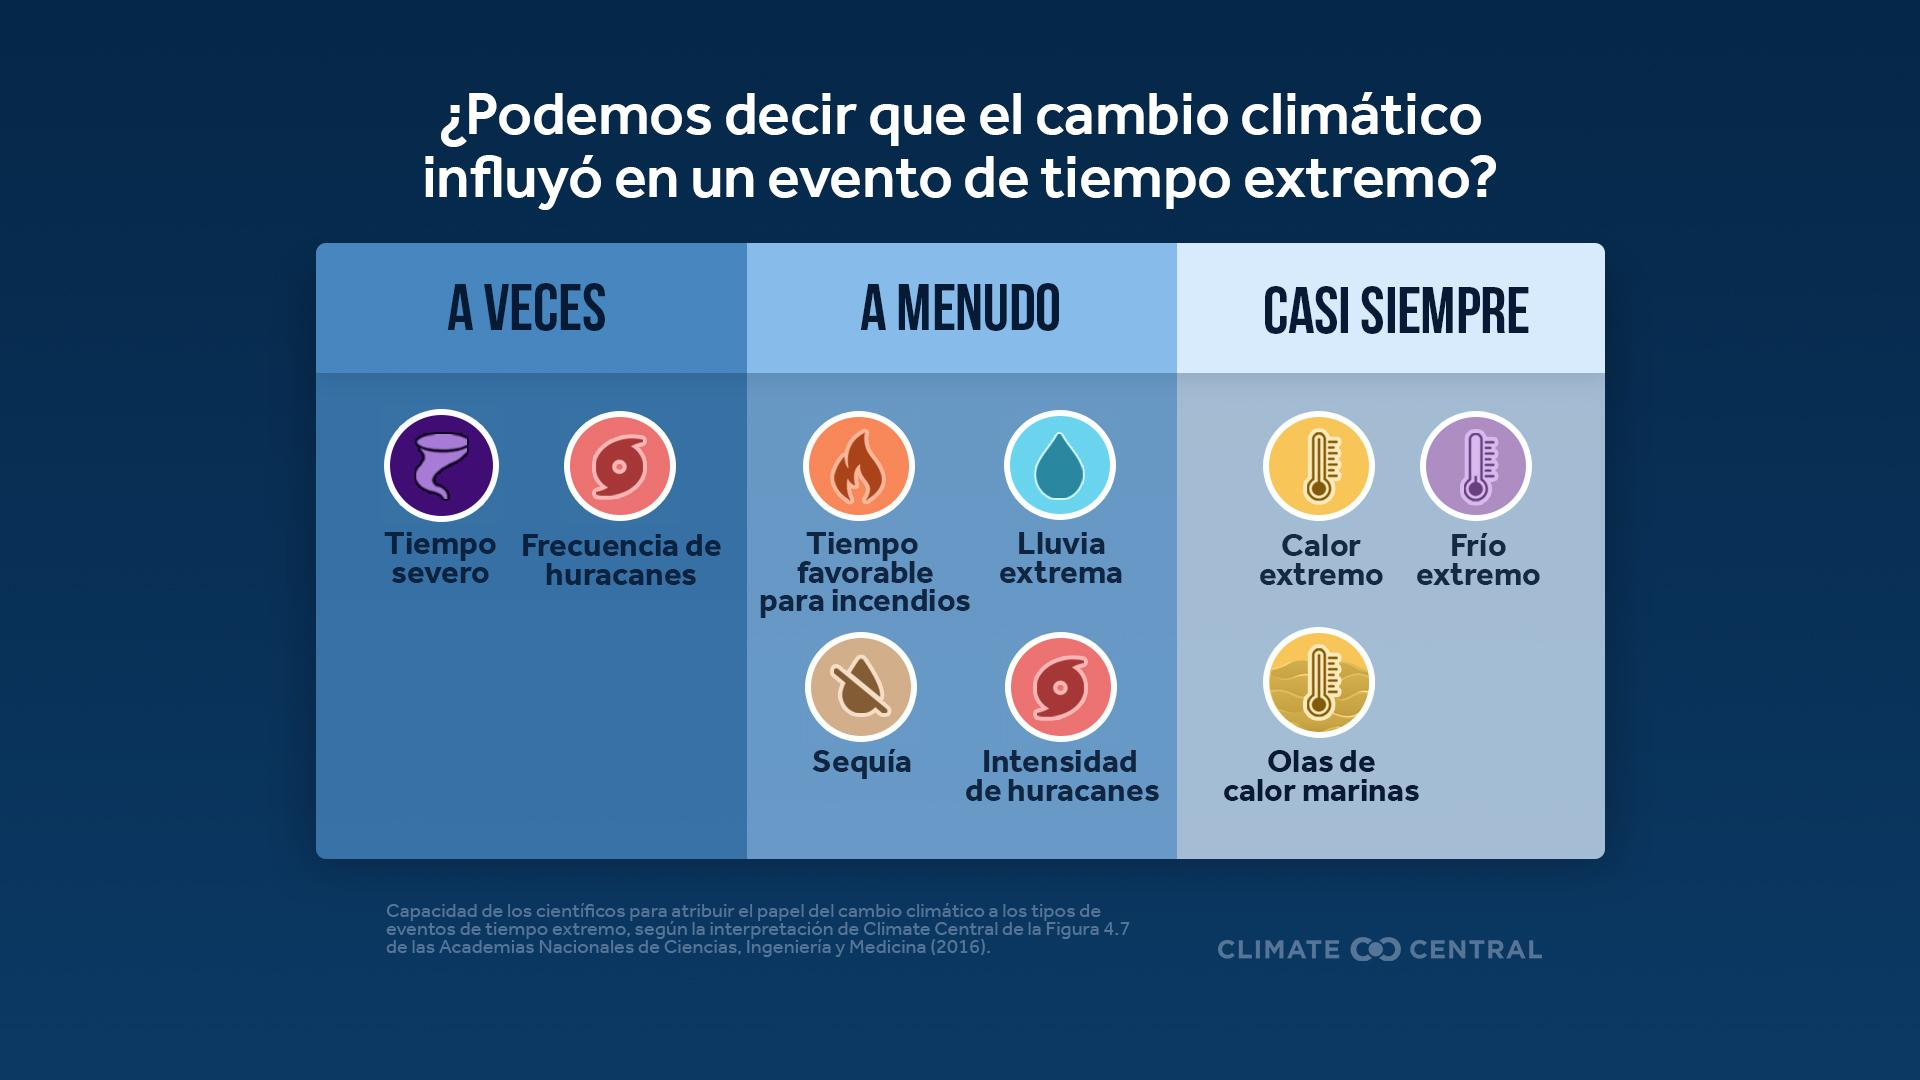 ¿Podemos decir que el cambio climático
influyó en un evento de tiempo extremo?
A VECES
A MENUDO
CASI SIEMPRE
Tiempo
severo
Frecuencia de
huracanes
Tiempo
favorable
para incendios
Lluvia
extrema
Sequía
Intensidad
de huracanes
Calor
extremo
Frío
extremo
Olas de
calor marinas
Capacidad de los científicos para atribuir el papel del cambio climático a los tipos de
eventos de tiempo extremo, según la interpretación de Climate Central de la Figura 4.7
de las Academias Nacionales de Ciencias, Ingeniería y Medicina (2016).
CLIMATE CENTRAL